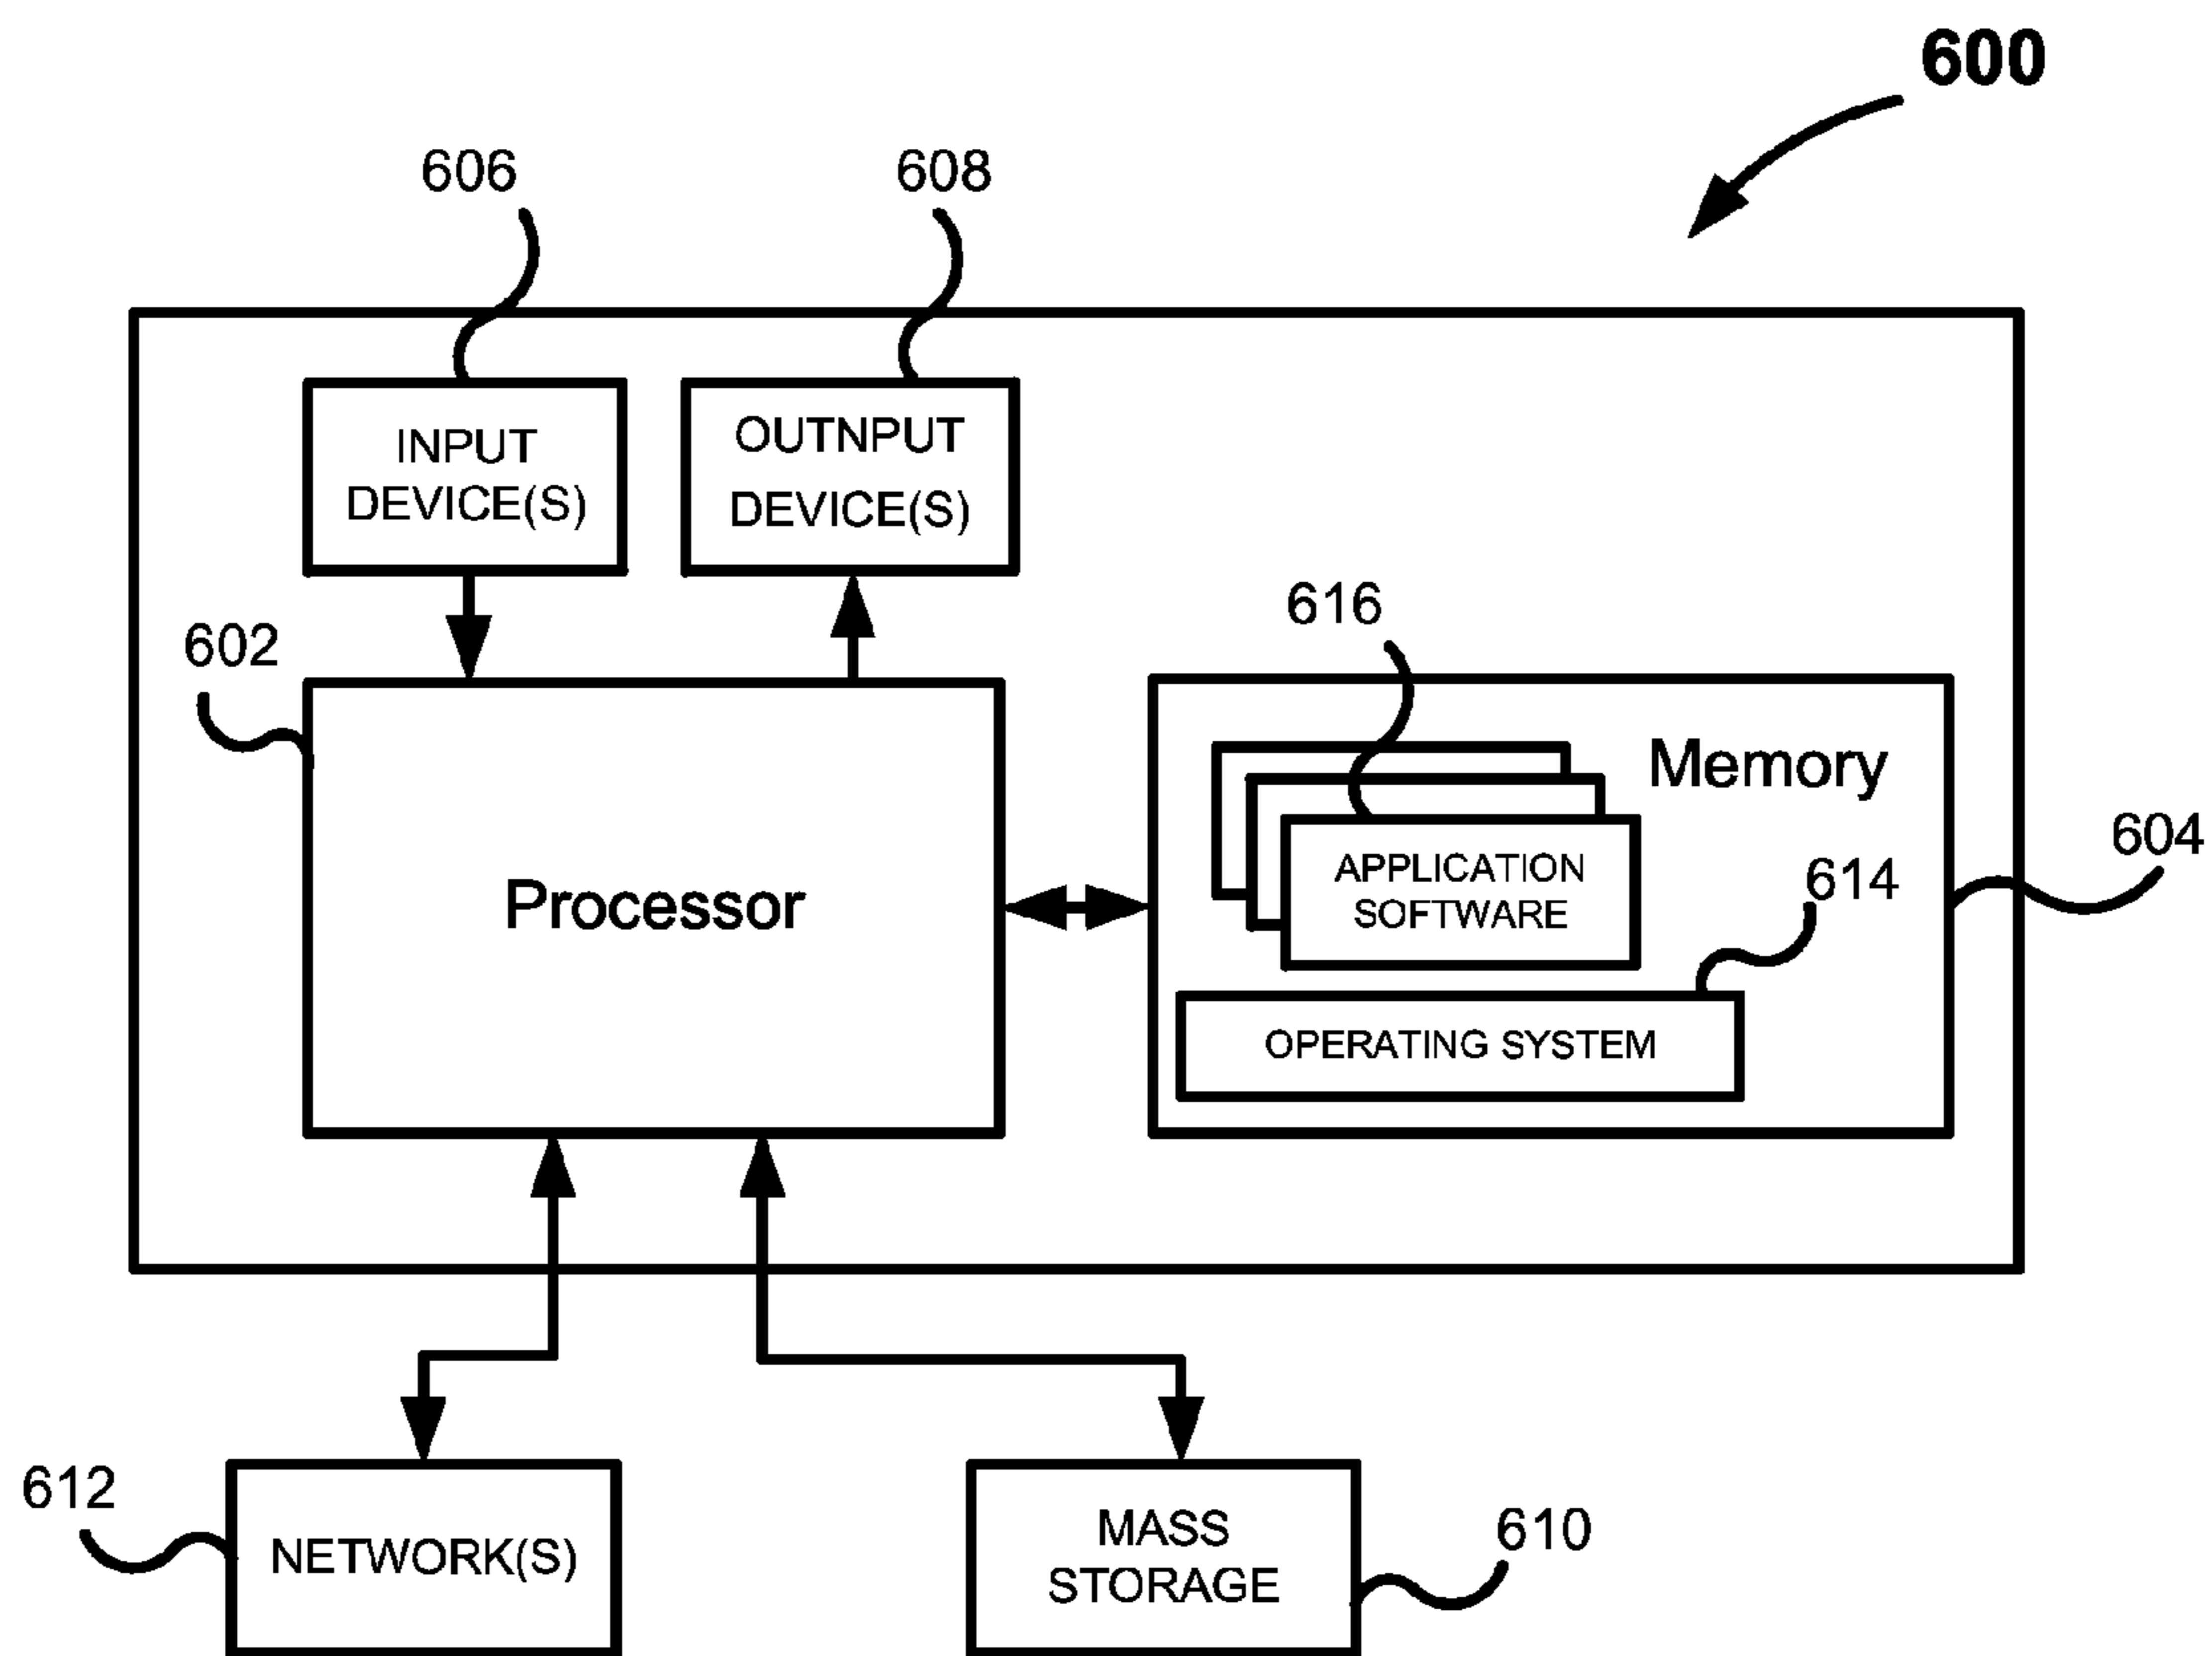 600
606
608
INPUT
DEVICE(S)
OUTNPUT
DEVICE(S)
616
602
Memory
604
APPLICATION
SOFTWARE
614
Processor
OPERATING SYSTEM
612
NETWORK(S)
MASS
STORAGE
610